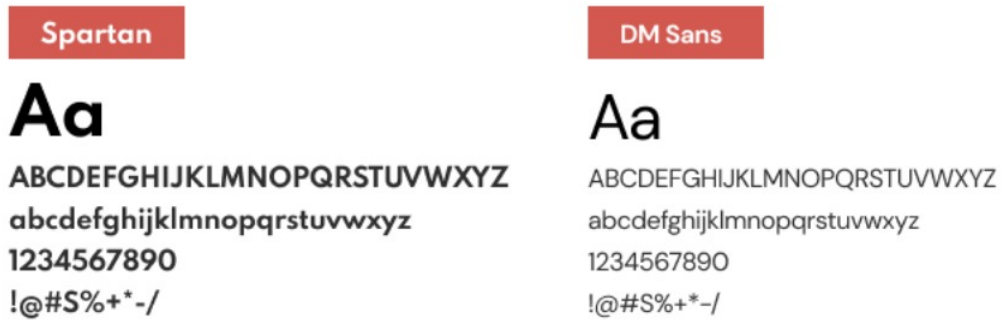 Spartan
Aa
ABCDEFGHIJKLMNOPQRSTUVWXYZ
abcdefghijklmnopqrstuvwxyz
1234567890
!@#S%+*-/
DM Sans
Aa
ABCDEFGHIJKLMNOPQRSTUVWXYZ
abcdefghijklmnopqrstuvwxyz
1234567890
!@#S%+*-/